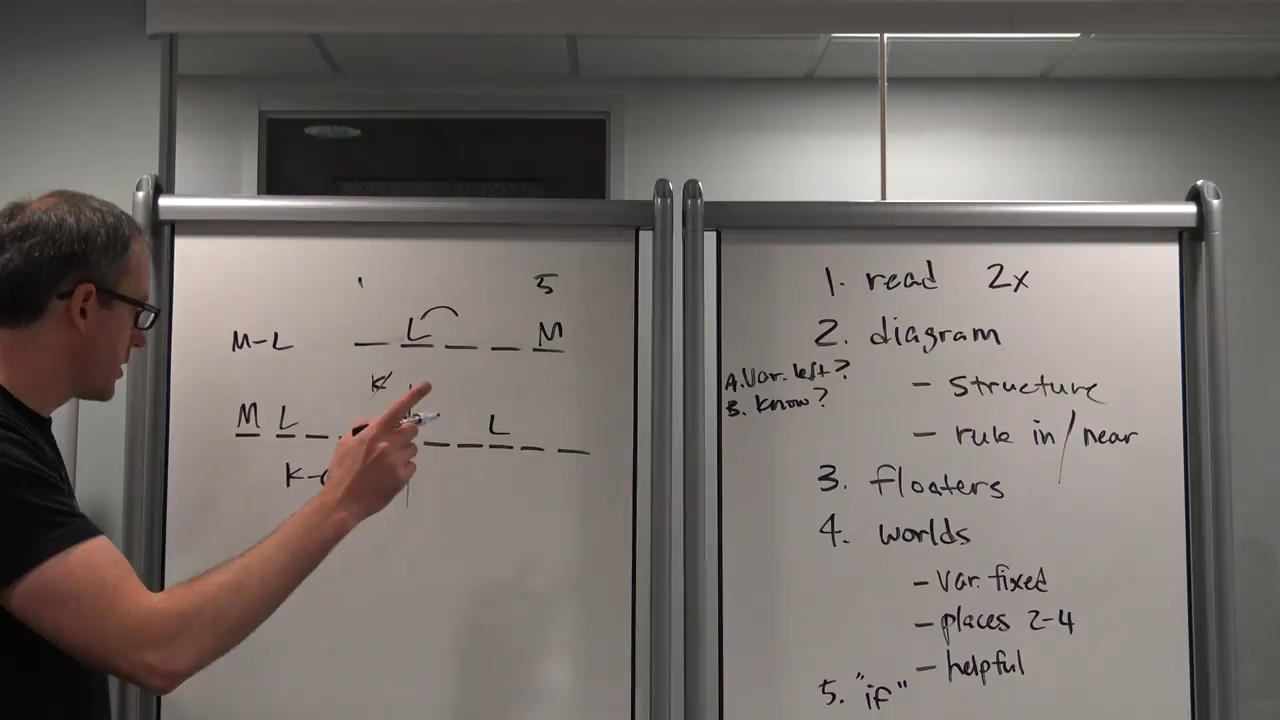 1 5
M-L _ L _ _ M
K
M L _ _ _ L _ _
K-
1. read 2x
2. diagram
A. Var. left?
- structure
B. Know?
- rule in/near
3. floaters
4. worlds
- var. fixed
- places 2-4
- helpful
5. "if"